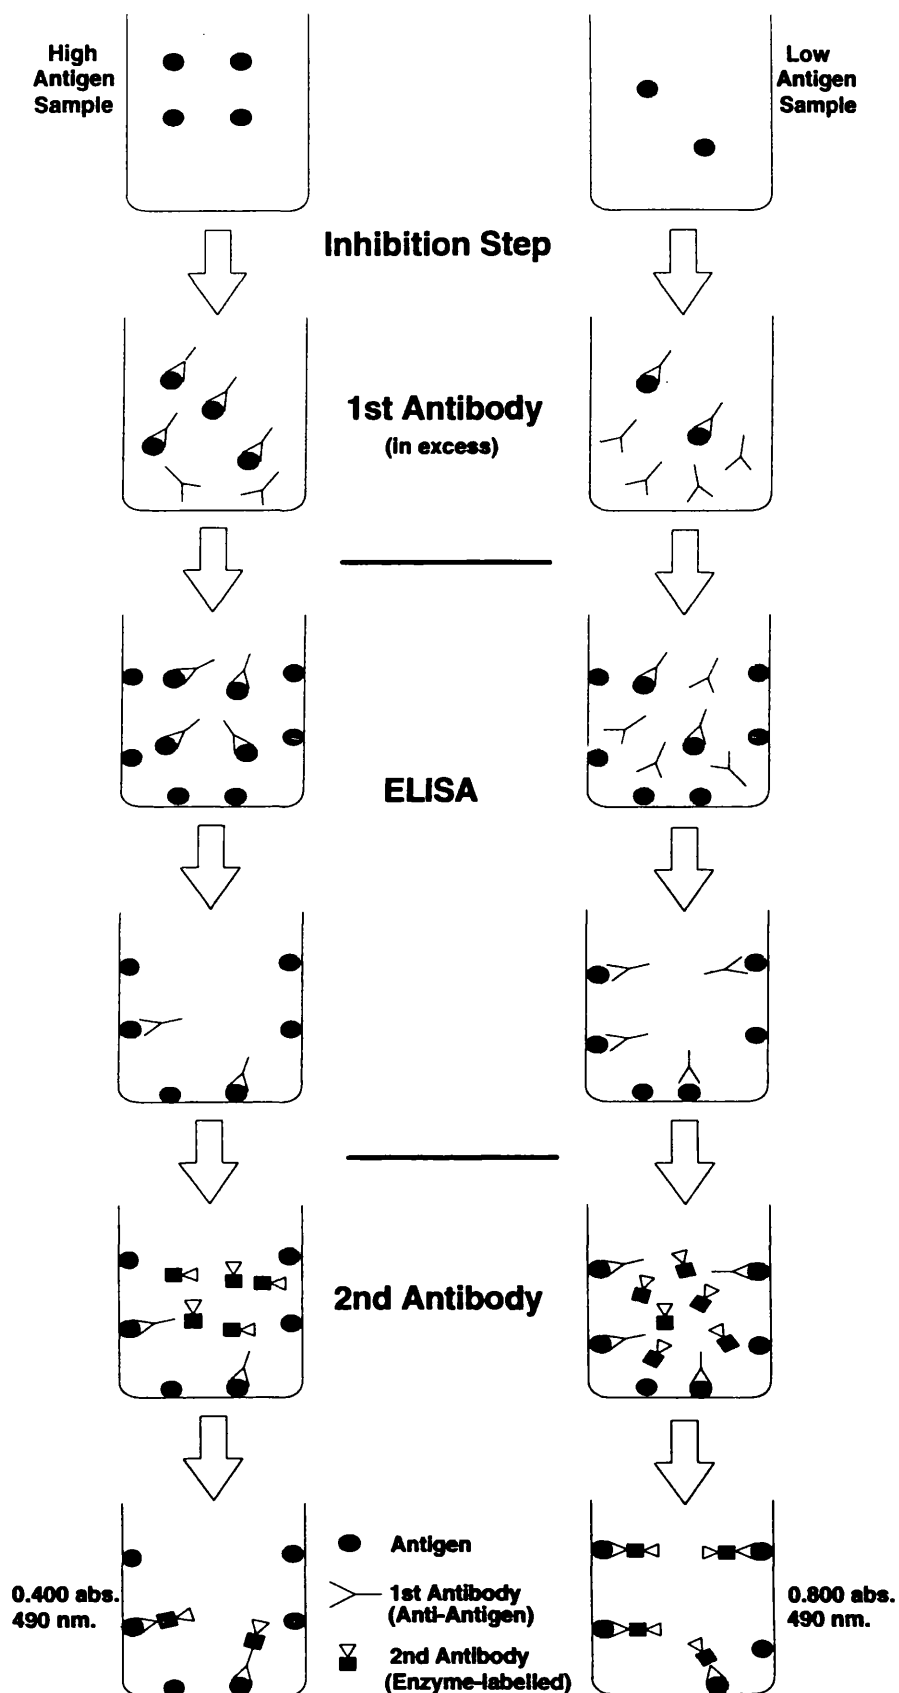 High
Antigen
Sample
Low
Antigen
Sample
Inhibition Step
1st Antibody
(in excess)
ELISA
2nd Antibody
0.400 abs.
490 nm.
Antigen
1st Antibody
(Anti-Antigen)
2nd Antibody
(Enzyme-labelled)
0.800 abs.
490 nm.